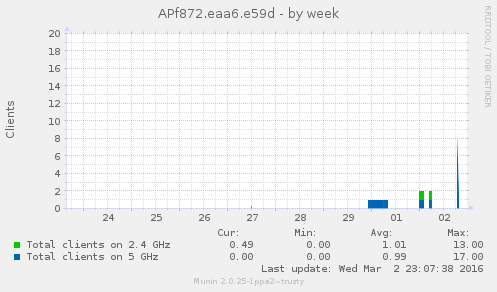 APf872.eaa6.e59d - by week
RRDTOOL / TOBI OETIKER
Clients
20
18
16
14
12
10
8
6
4
2
0
24 25 26 27 28 29 01 02
Cur: Min: Avg: Max:
Total clients on 2.4 GHz 0.49 0.00 1.01 13.00
Total clients on 5 GHz 0.00 0.00 0.99 17.00
Last update: Wed Mar 2 23:07:38 2016
Munin 2.0.25-1ppa2~trusty